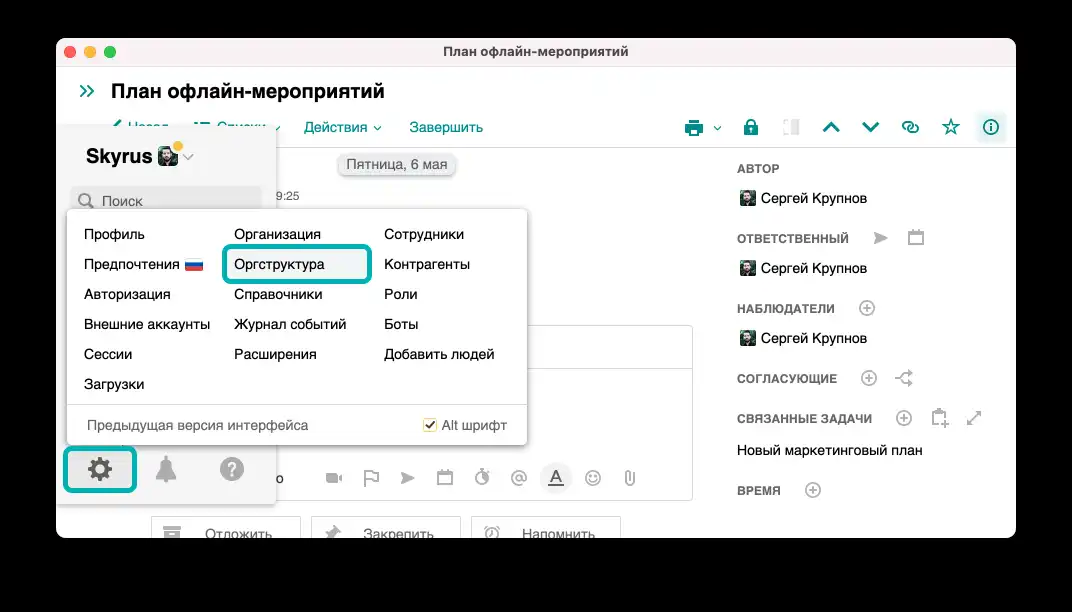 План офлайн-мероприятий
План офлайн-мероприятий
Назад Списки Действия Завершить
Skyrus
Поиск
Пятница, 6 мая
9:25
Профиль Организация Сотрудники
Предпочтения Оргструктура Контрагенты
Авторизация Справочники Роли
Внешние аккаунты Журнал событий Боты
Сессии Расширения Добавить людей
Загрузки
Предыдущая версия интерфейса Alt шрифт
Отложить Закрепить Напомнить
АВТОР
Сергей Крупнов
ОТВЕТСТВЕННЫЙ
Сергей Крупнов
НАБЛЮДАТЕЛИ
Сергей Крупнов
СОГЛАСУЮЩИЕ
СВЯЗАННЫЕ ЗАДАЧИ
Новый маркетинговый план
ВРЕМЯ